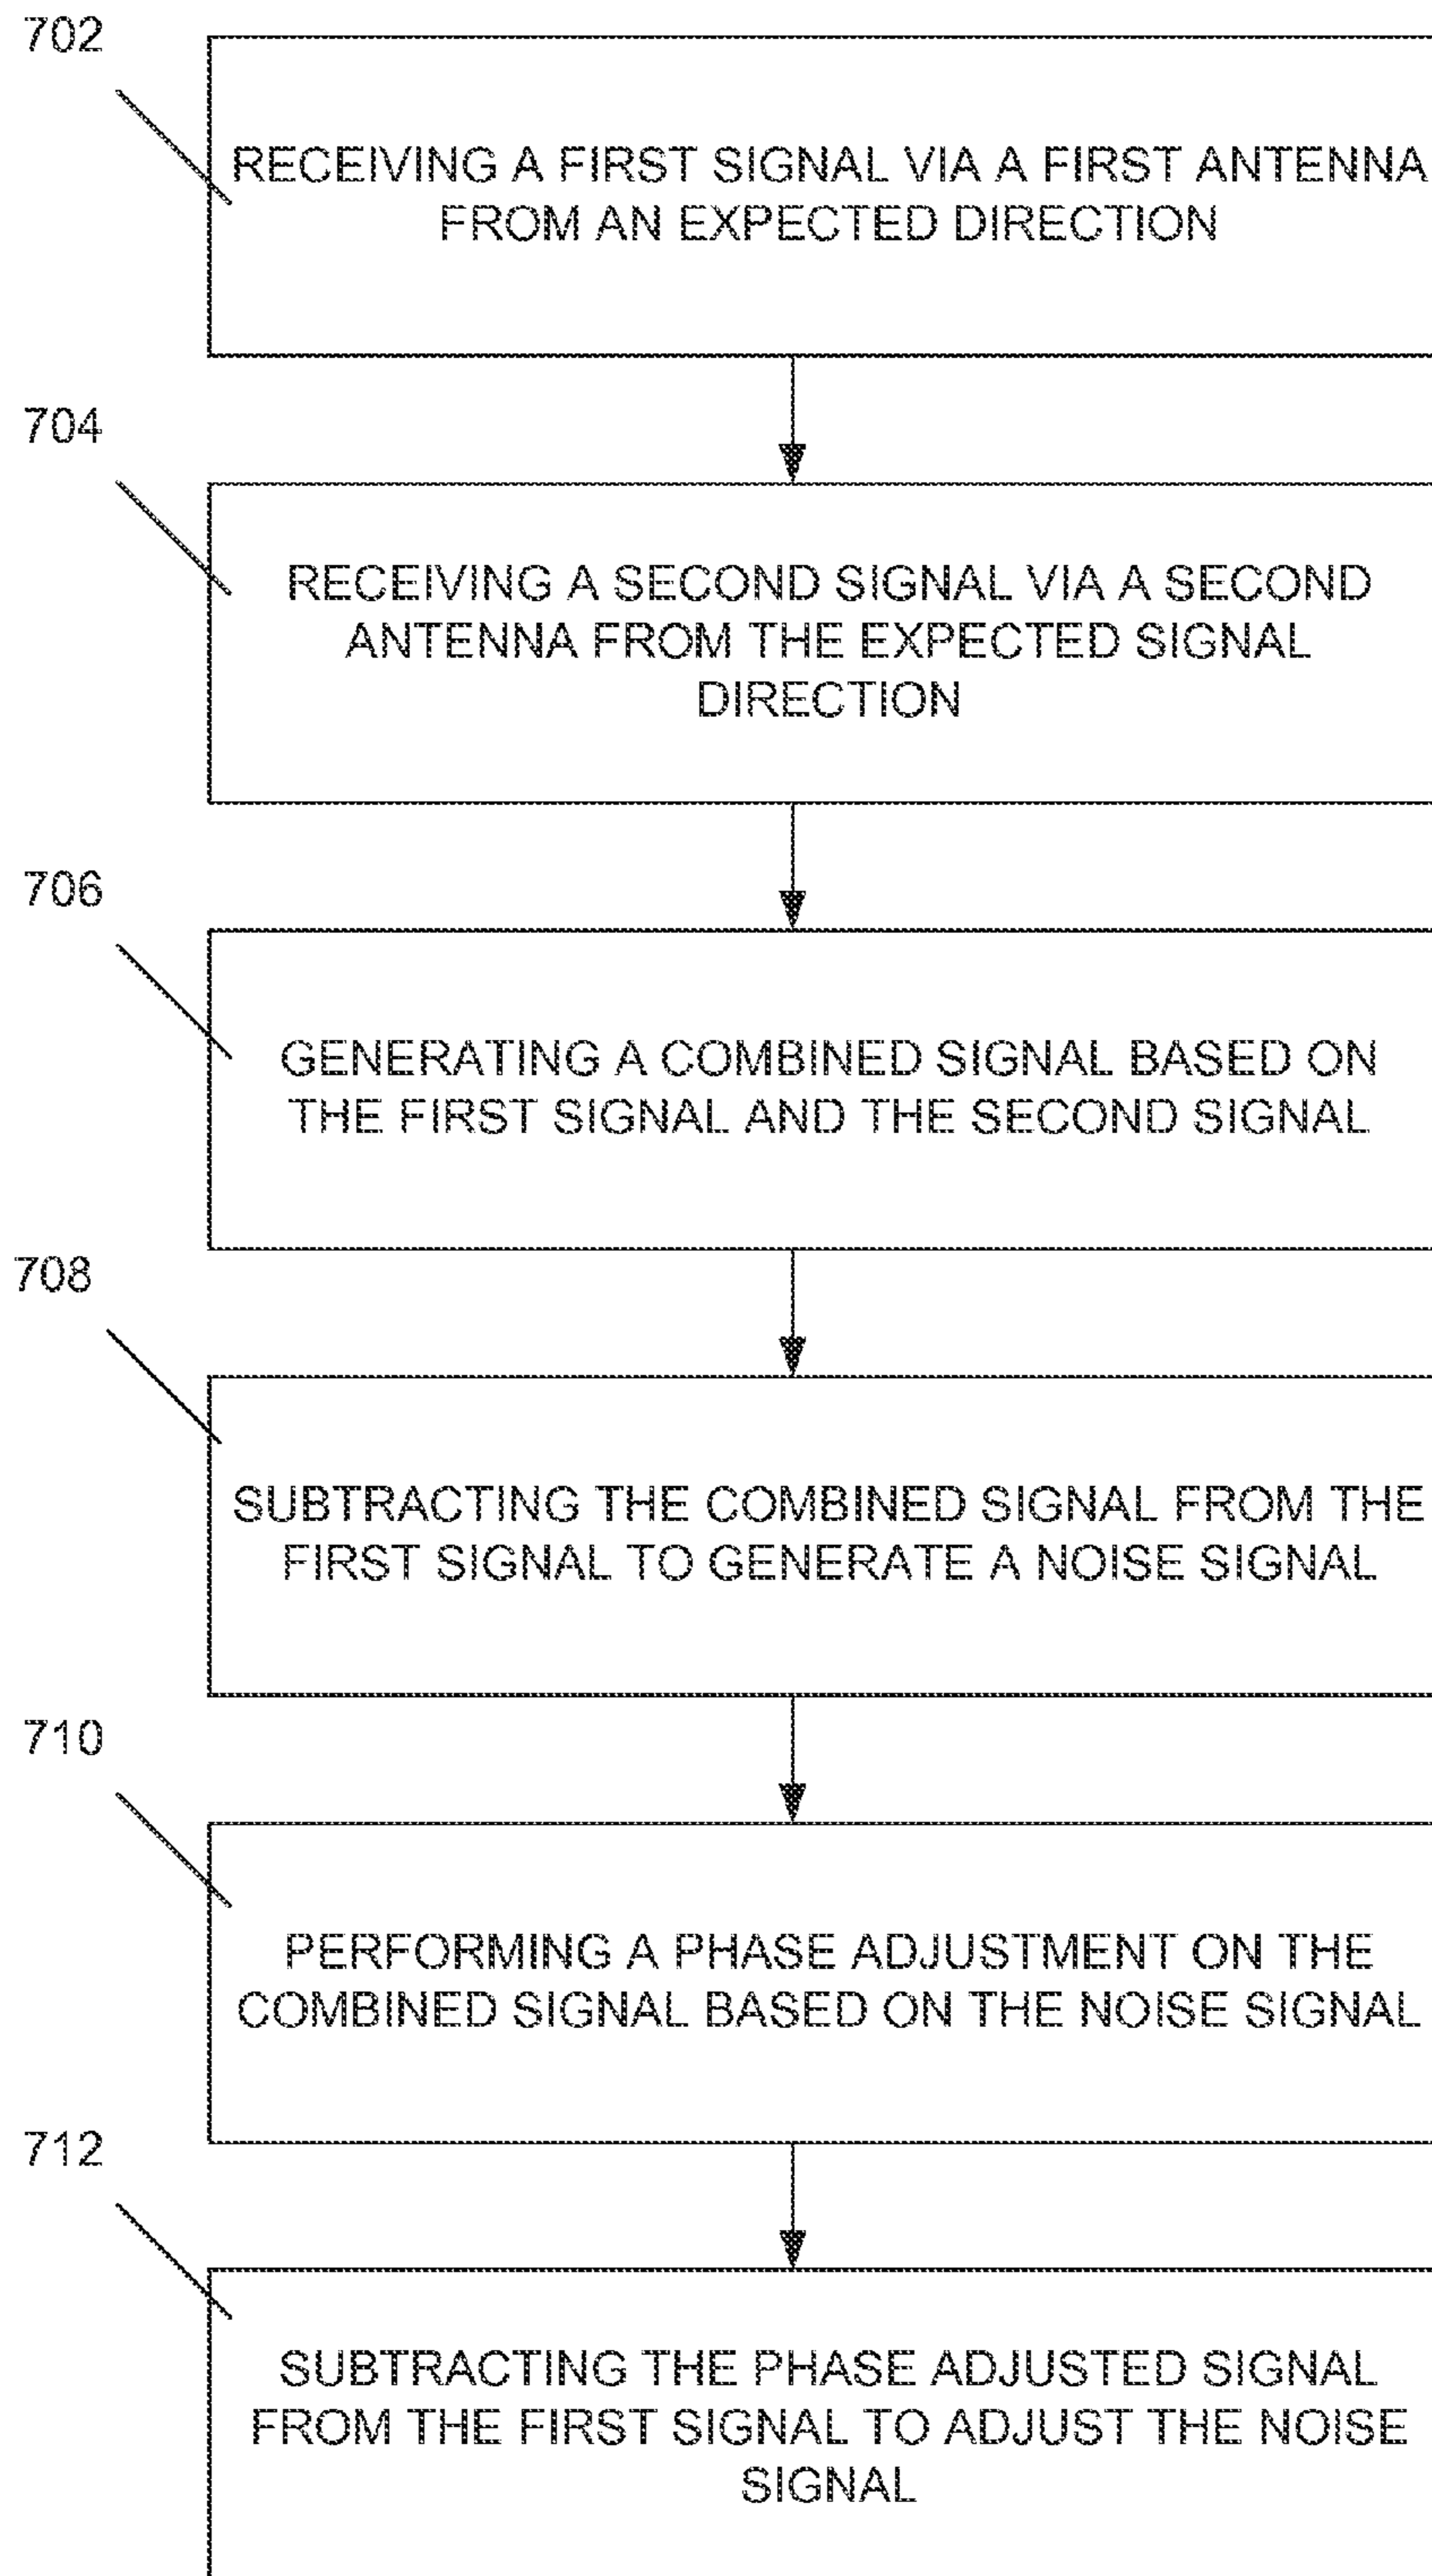 702
RECEIVING A FIRST SIGNAL VIA A FIRST ANTENNA
FROM AN EXPECTED DIRECTION
704
RECEIVING A SECOND SIGNAL VIA A SECOND
ANTENNA FROM THE EXPECTED SIGNAL
DIRECTION
706
GENERATING A COMBINED SIGNAL BASED ON
THE FIRST SIGNAL AND THE SECOND SIGNAL
708
SUBTRACTING THE COMBINED SIGNAL FROM THE
FIRST SIGNAL TO GENERATE A NOISE SIGNAL
710
PERFORMING A PHASE ADJUSTMENT ON THE
COMBINED SIGNAL BASED ON THE NOISE SIGNAL
712
SUBTRACTING THE PHASE ADJUSTED SIGNAL
FROM THE FIRST SIGNAL TO ADJUST THE NOISE
SIGNAL